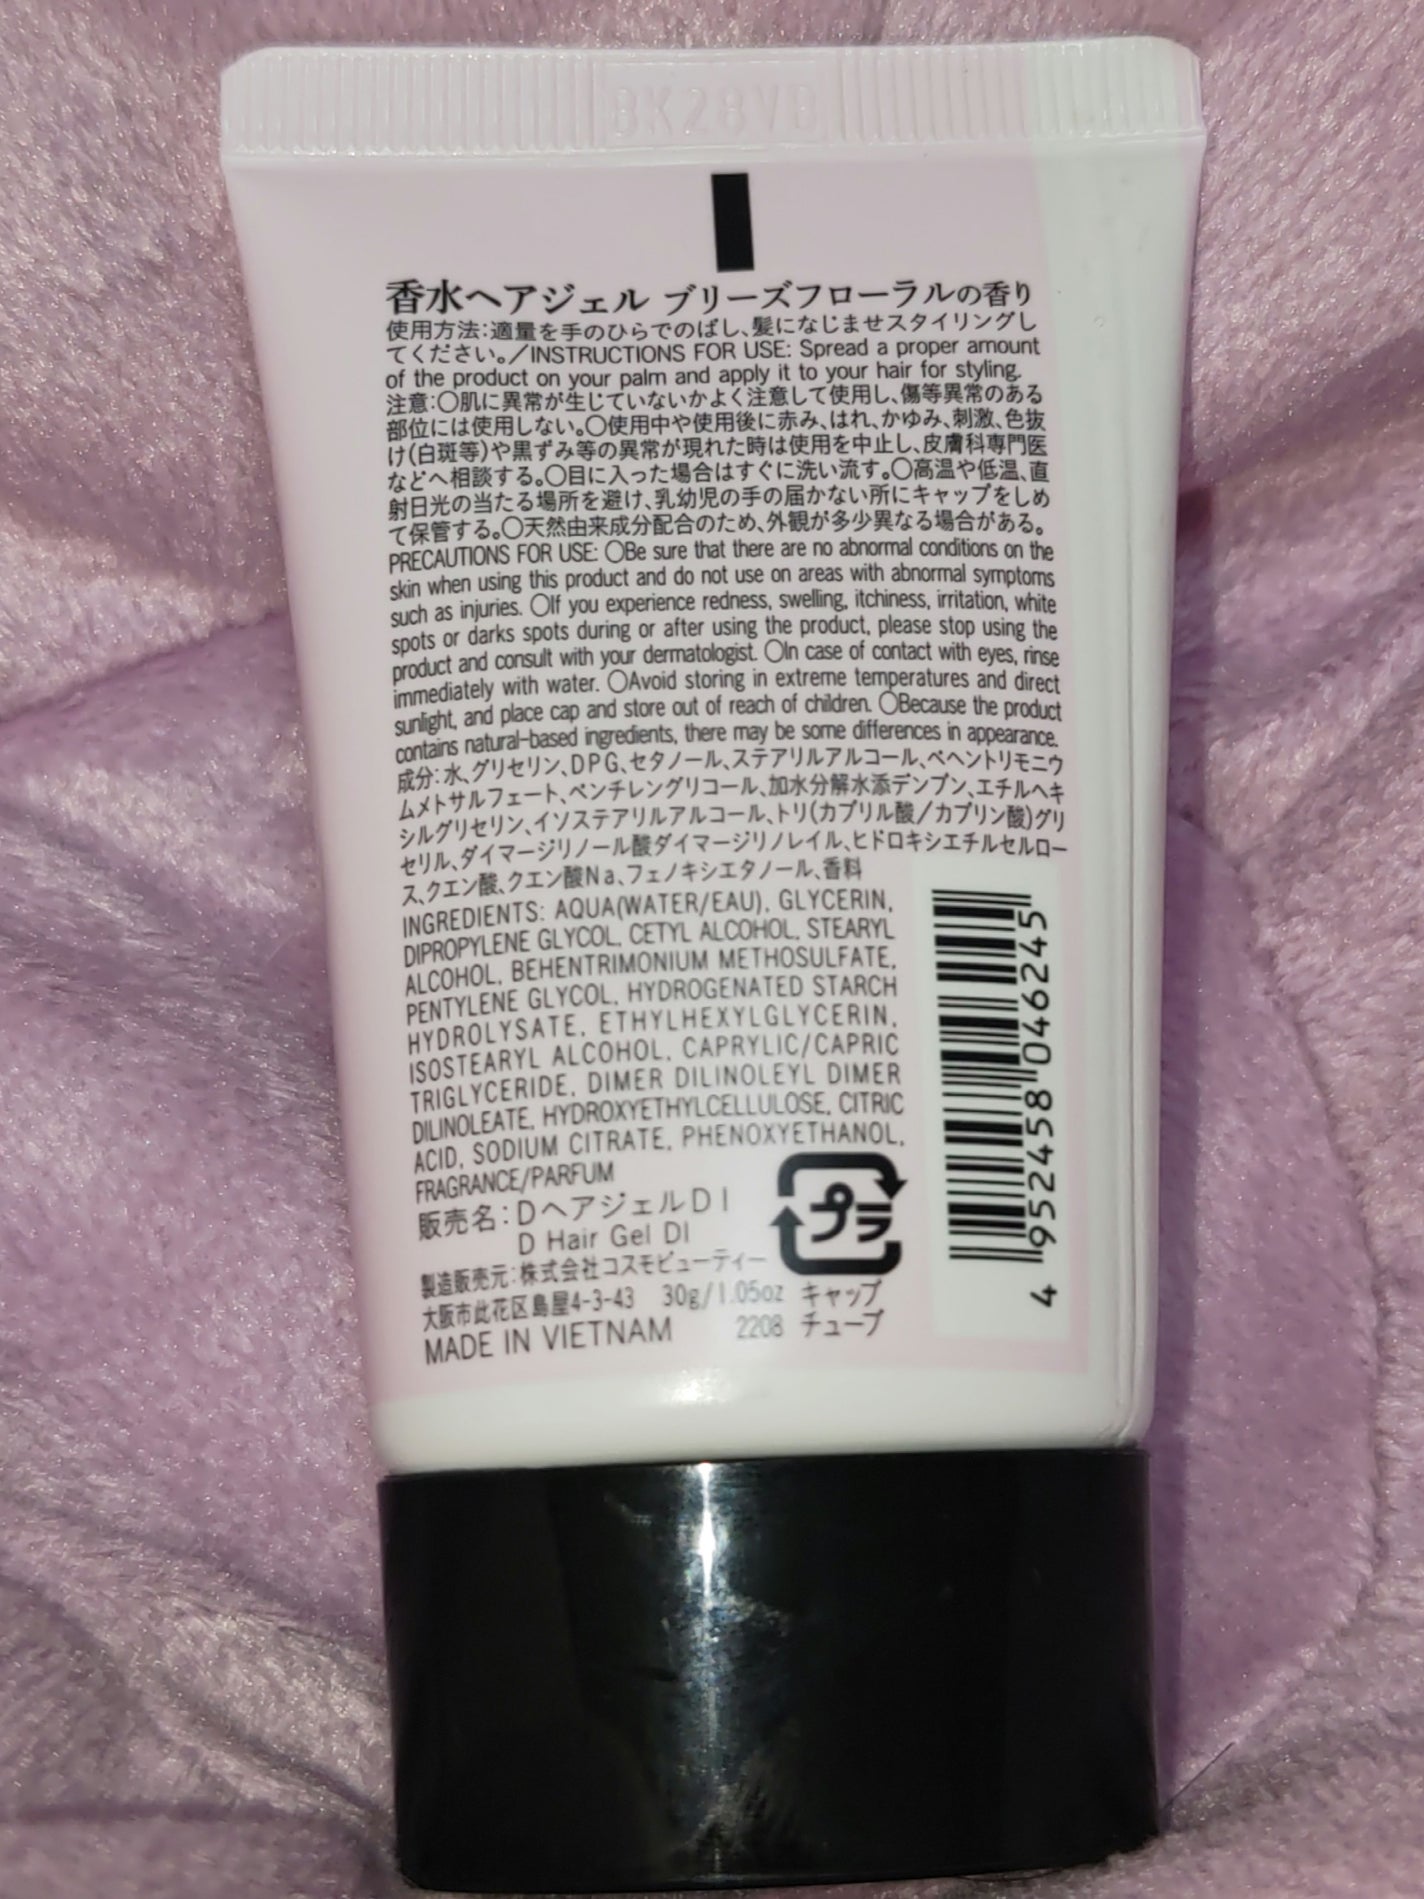 BK28VB
香水ヘアジェル ブリーズフローラルの香り
使用方法:適量を手のひらでのばし、髪になじませスタイリングし
てください。/INSTRUCTIONS FOR USE: Spread a proper amount
of the product on your palm and apply it to your hair for styling.
注意:○肌に異常が生じていないかよく注意して使用し、傷等異常のある
部位には使用しない。○使用中や使用後に赤み、はれ、かゆみ、刺激、色抜
け(白斑等)や黒ずみ等の異常が現れた時は使用を中止し、皮膚科専門医
などへ相談する。○目に入った場合はすぐに洗い流す。○高温や低温、直
射日光の当たる場所を避け、乳幼児の手の届かない所にキャップをしめ
て保管する。○天然由来成分配合のため、外観が多少異なる場合がある。
PRECAUTIONS FOR USE: ○Be sure that there are no abnormal conditions on the
skin when using this product and do not use on areas with abnormal symptoms
such as injuries. ○If you experience redness, swelling, itchiness, irritation, white
spots or darks spots during or after using the product, please stop using the
product and consult with your dermatologist. ○In case of contact with eyes, rinse
immediately with water. ○Avoid storing in extreme temperatures and direct
sunlight, and place cap and store out of reach of children. ○Because the product
contains natural-based ingredients, there may be some differences in appearance.
成分:水、グリセリン、DPG、セタノール、ステアリルアルコール、ベヘントリモニウ
ムメトサルフェート、ペンチレングリコール、加水分解水添デンプン、エチルヘキ
シルグリセリン、イソステアリルアルコール、トリ(カプリル酸/カプリン酸)グリ
セリル、ダイマージリノール酸ダイマージリノレイル、ヒドロキシエチルセルロー
ス、クエン酸、クエン酸Na、フェノキシエタノール、香料
INGREDIENTS: AQUA(WATER/EAU), GLYCERIN,
DIPROPYLENE GLYCOL, CETYL ALCOHOL, STEARYL
ALCOHOL, BEHENTRIMONIUM METHOSULFATE,
PENTYLENE GLYCOL, HYDROGENATED STARCH
HYDROLYSATE, ETHYLHEXYLGLYCERIN,
ISOSTEARYL ALCOHOL, CAPRYLIC/CAPRIC
TRIGLYCERIDE, DIMER DILINOLEYL DIMER
DILINOLEATE, HYDROXYETHYLCELLULOSE, CITRIC
ACID, SODIUM CITRATE, PHENOXYETHANOL,
FRAGRANCE/PARFUM
販売名:DヘアジェルDI
D Hair Gel DI
製造販売元:株式会社コスモビューティー
大阪市此花区島屋4-3-43 30g/1.05oz
MADE IN VIETNAM 2208
プラ
キャップ
チューブ
4 952458 046245